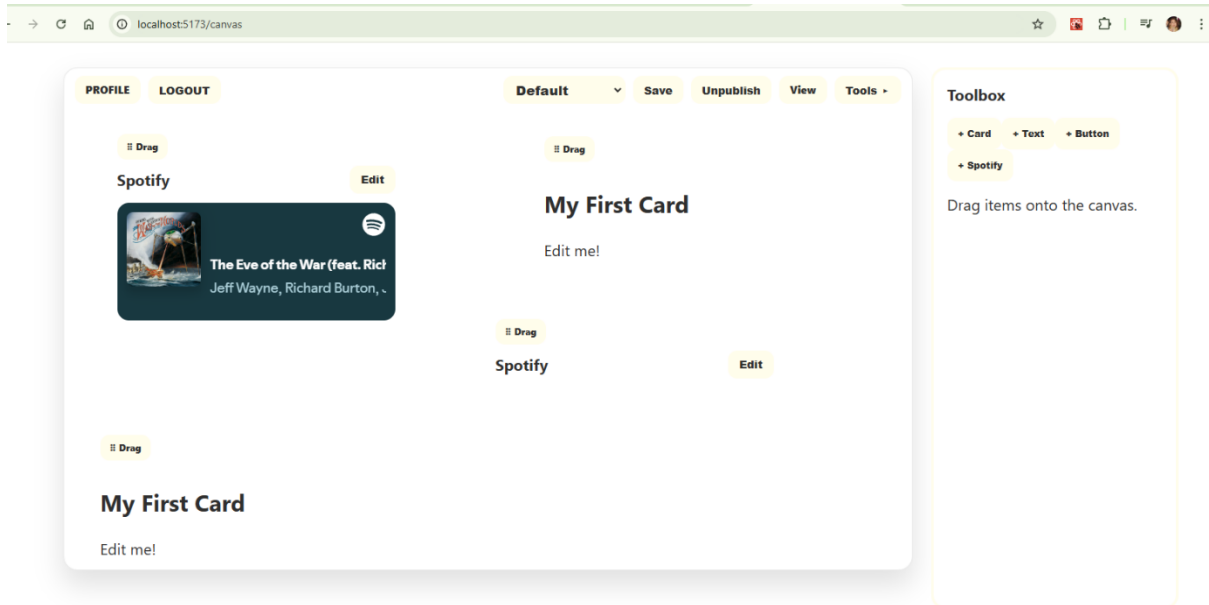 localhost:5173/canvas
PROFILE LOGOUT Default Save Unpublish View Tools ▸
Toolbox
+ Card + Text + Button
+ Spotify
Drag items onto the canvas.
⠿ Drag
Spotify Edit
The Eve of the War (feat. Rich
Jeff Wayne, Richard Burton,
⠿ Drag
My First Card
Edit me!
⠿ Drag
Spotify Edit
⠿ Drag
My First Card
Edit me!